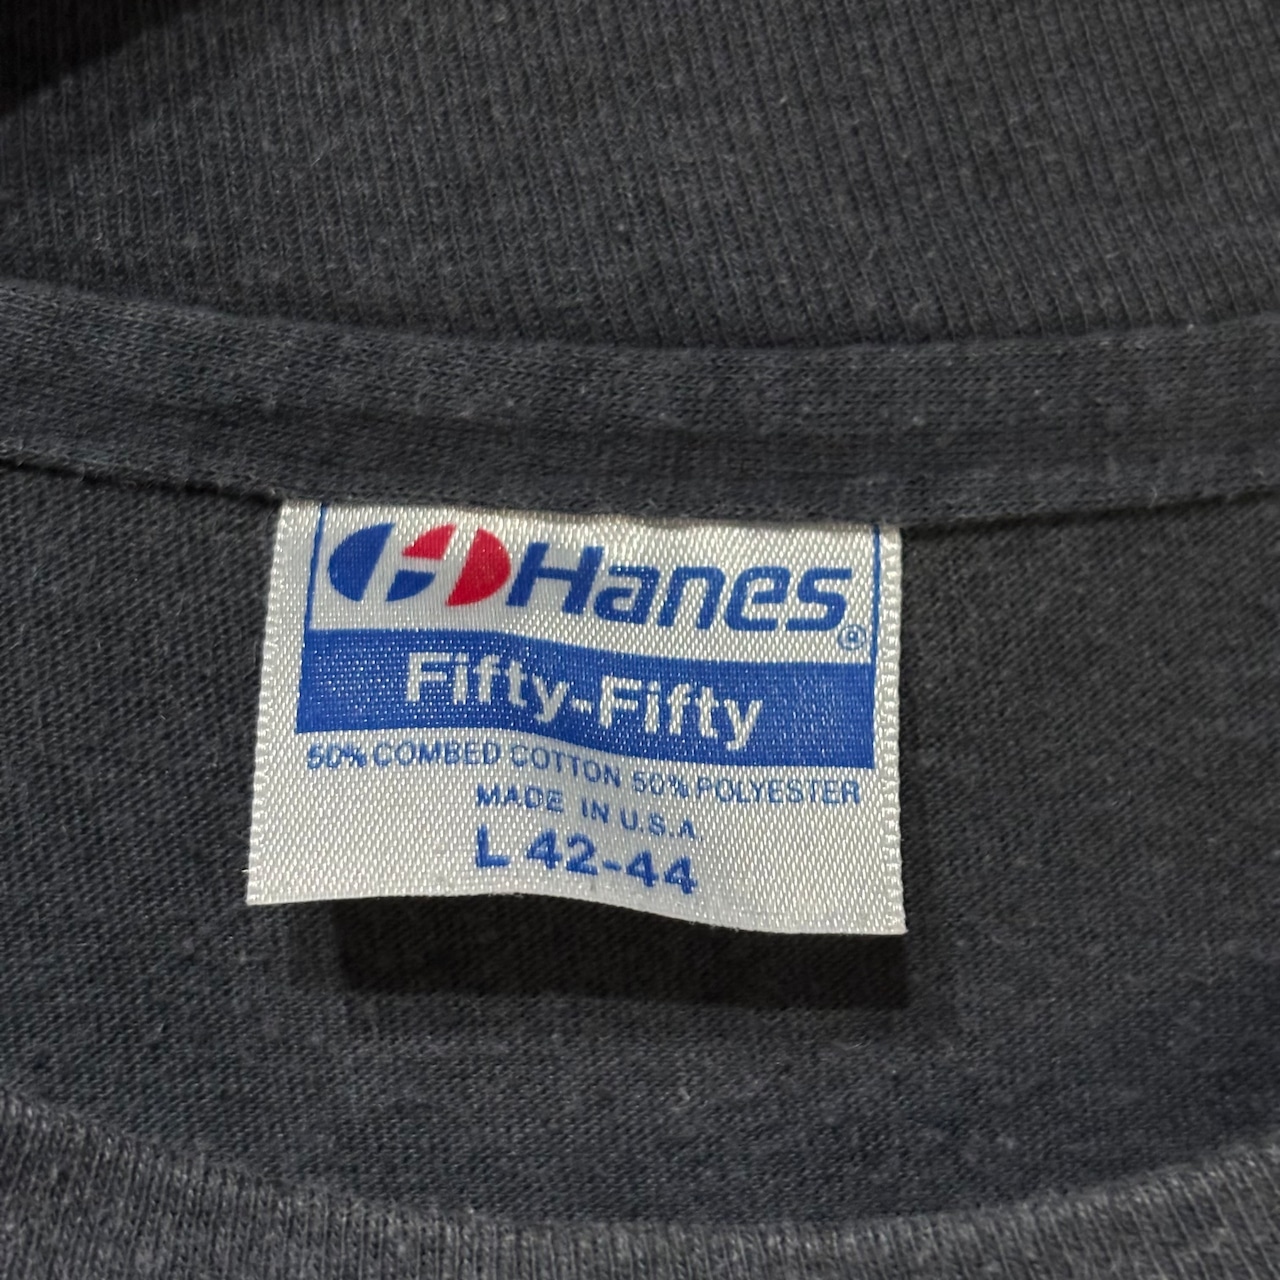 Hanes®
Fifty-Fifty
50% COMBED COTTON 50% POLYESTER
MADE IN U.S.A.
L 42-44